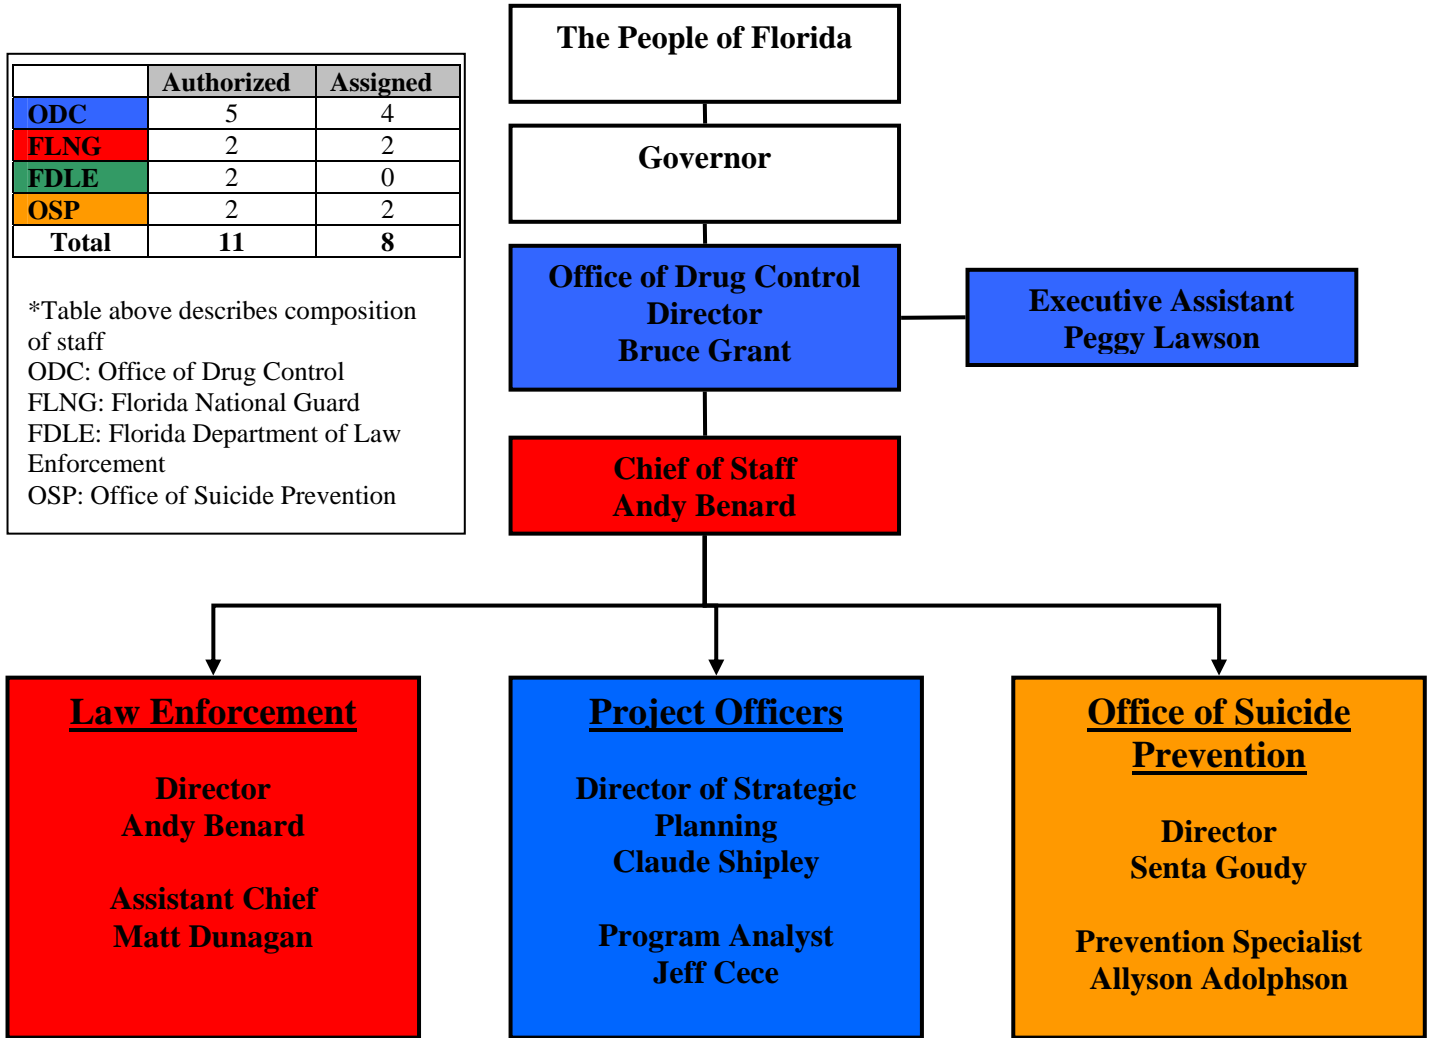 The People of Florida
Governor
Office of Drug Control
Director
Bruce Grant
Executive Assistant
Peggy Lawson
Chief of Staff
Andy Benard
Authorized Assigned
ODC 5 4
FLNG 2 2
FDLE 2 0
OSP 2 2
Total 11 8
*Table above describes composition
of staff
ODC: Office of Drug Control
FLNG: Florida National Guard
FDLE: Florida Department of Law
Enforcement
OSP: Office of Suicide Prevention
Law Enforcement
Director
Andy Benard
Assistant Chief
Matt Dunagan
Project Officers
Director of Strategic
Planning
Claude Shipley
Program Analyst
Jeff Cece
Office of Suicide
Prevention
Director
Senta Goudy
Prevention Specialist
Allyson Adolphson